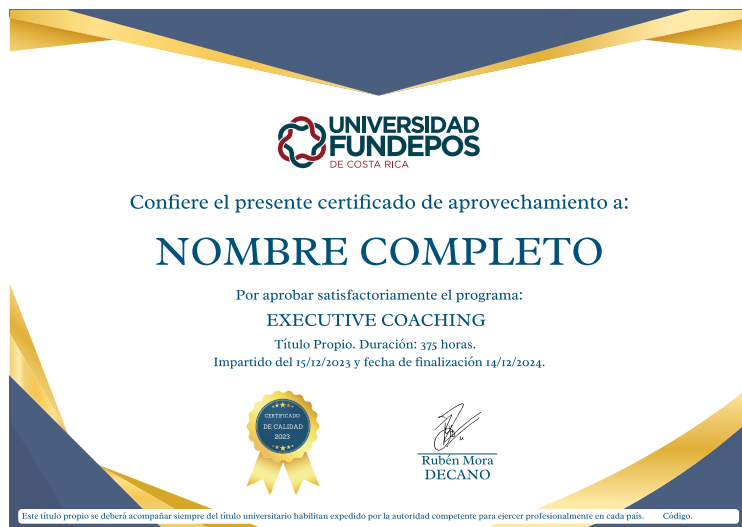 UNIVERSIDAD
FUNDEPOS
DE COSTA RICA
Confiere el presente certificado de aprovechamiento a:
NOMBRE COMPLETO
Por aprobar satisfactoriamente el programa:
EXECUTIVE COACHING
Título Propio. Duración: 375 horas.
Impartido del 15/12/2023 y fecha de finalización 14/12/2024.
CERTIFICADO
DE CALIDAD
2023
Rubén Mora
DECANO
Este título propio se deberá acompañar siempre del título universitario habilitan expedido por la autoridad competente para ejercer profesionalmente en cada país. Código.